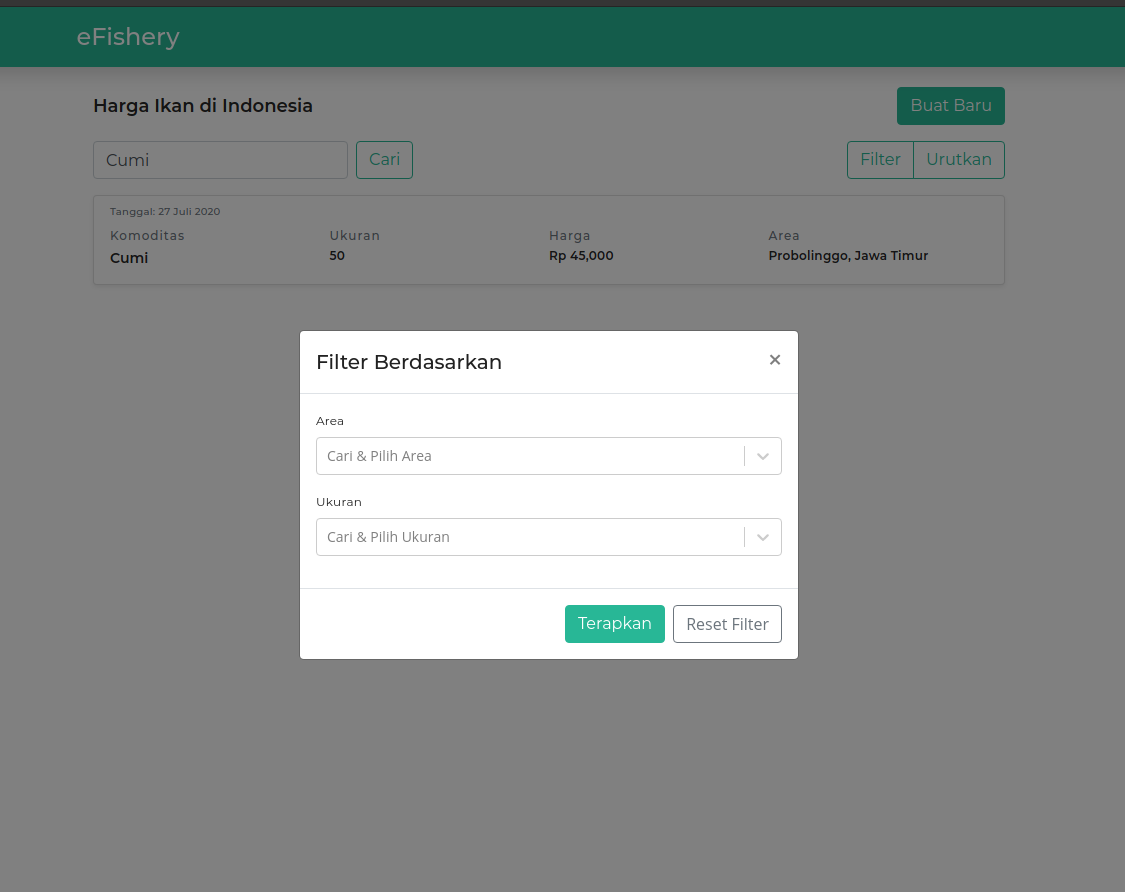 eFishery
Harga Ikan di Indonesia
Buat Baru
Cumi
Cari
Filter
Urutkan
Tanggal: 27 Juli 2020
Komoditas
Ukuran
Harga
Area
Cumi
50
Rp 45,000
Probolinggo, Jawa Timur
Filter Berdasarkan
×
Area
Cari & Pilih Area
Ukuran
Cari & Pilih Ukuran
Terapkan
Reset Filter